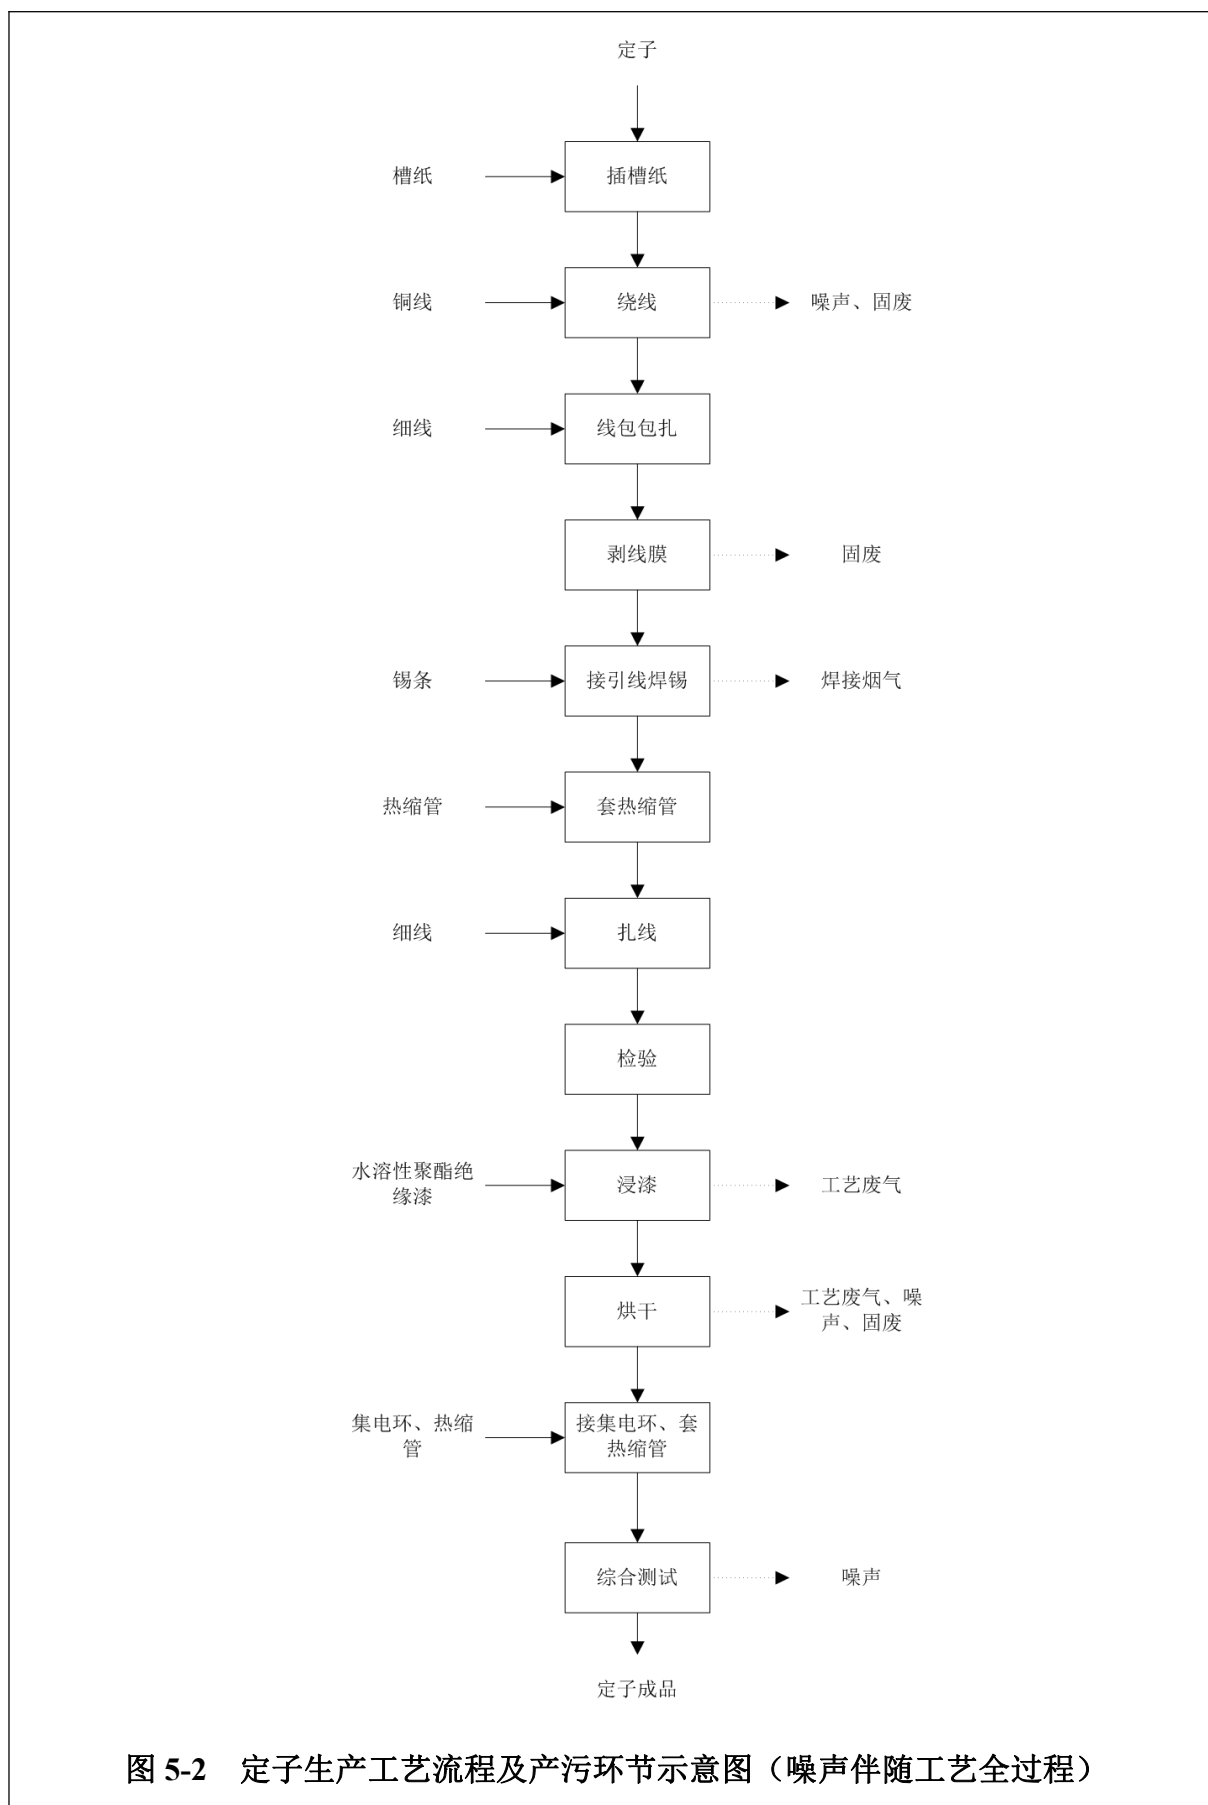 定子
槽纸
插槽纸
铜线
绕线
噪声、固废
细线
线包包扎
剥线膜
固废
锡条
接引线焊锡
焊接烟气
热缩管
套热缩管
细线
扎线
检验
水溶性聚酯绝
缘漆
浸漆
工艺废气
烘干
工艺废气、噪
声、固废
集电环、热缩
管
接集电环、套
热缩管
综合测试
噪声
定子成品
图 5-2 定子生产工艺流程及产污环节示意图（噪声伴随工艺全过程）